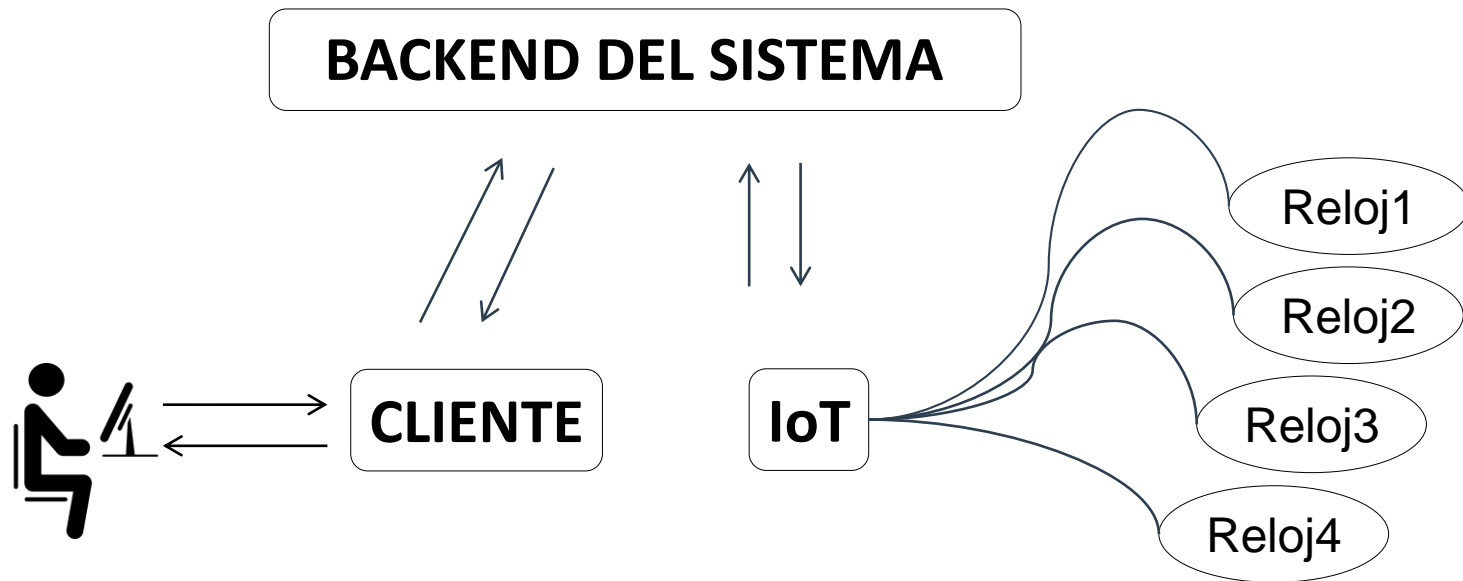 BACKEND DEL SISTEMA
Reloj1
Reloj2
CLIENTE
IoT
Reloj3
Reloj4